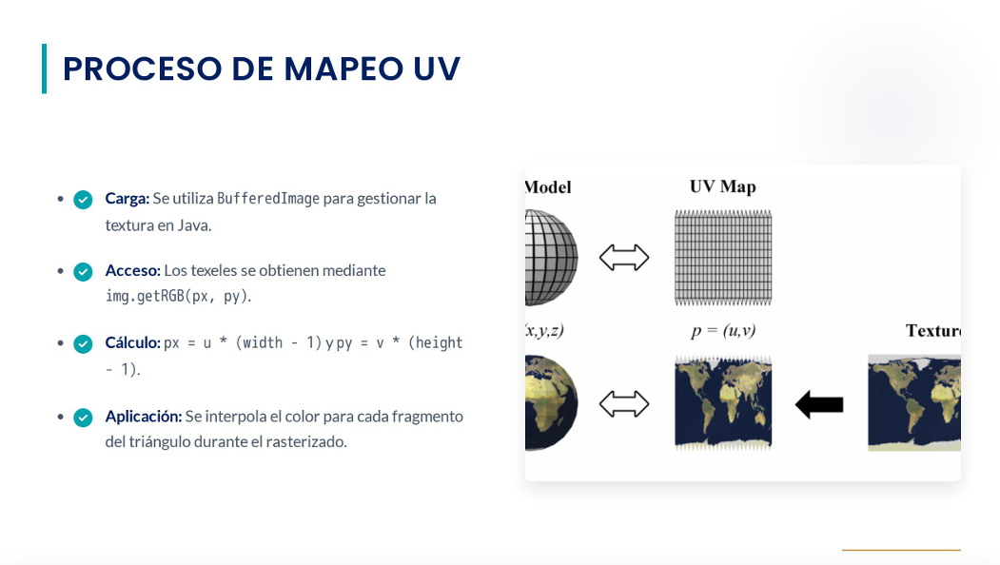 PROCESO DE MAPEO UV
Carga: Se utiliza BufferedImage para gestionar la
textura en Java.
Acceso: Los texeles se obtienen mediante
img.getRGB(px, py).
Cálculo: px = u * (width - 1) y py = v * (height
- 1).
Aplicación: Se interpola el color para cada fragmento
del triángulo durante el rasterizado.
Model UV Map
x,y,z) p = (u,v) Textur